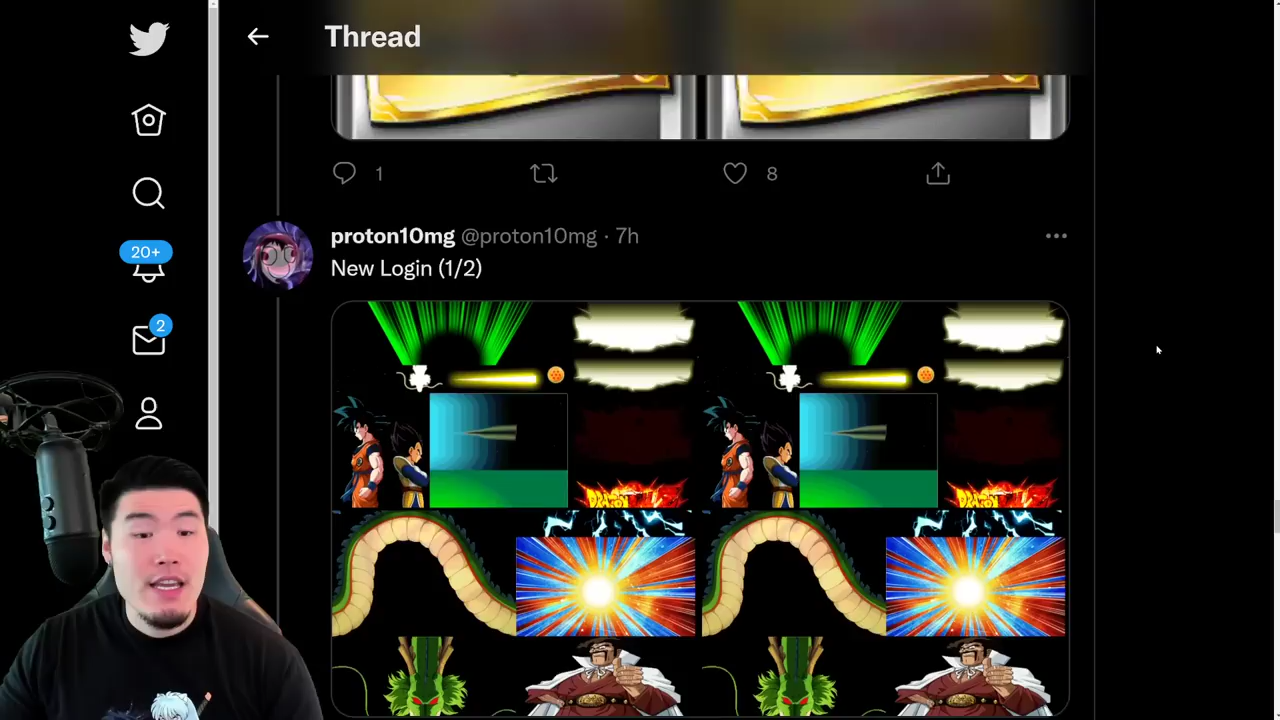 Thread
1
8
proton10mg @proton10mg · 7h
New Login (1/2)
20+
2